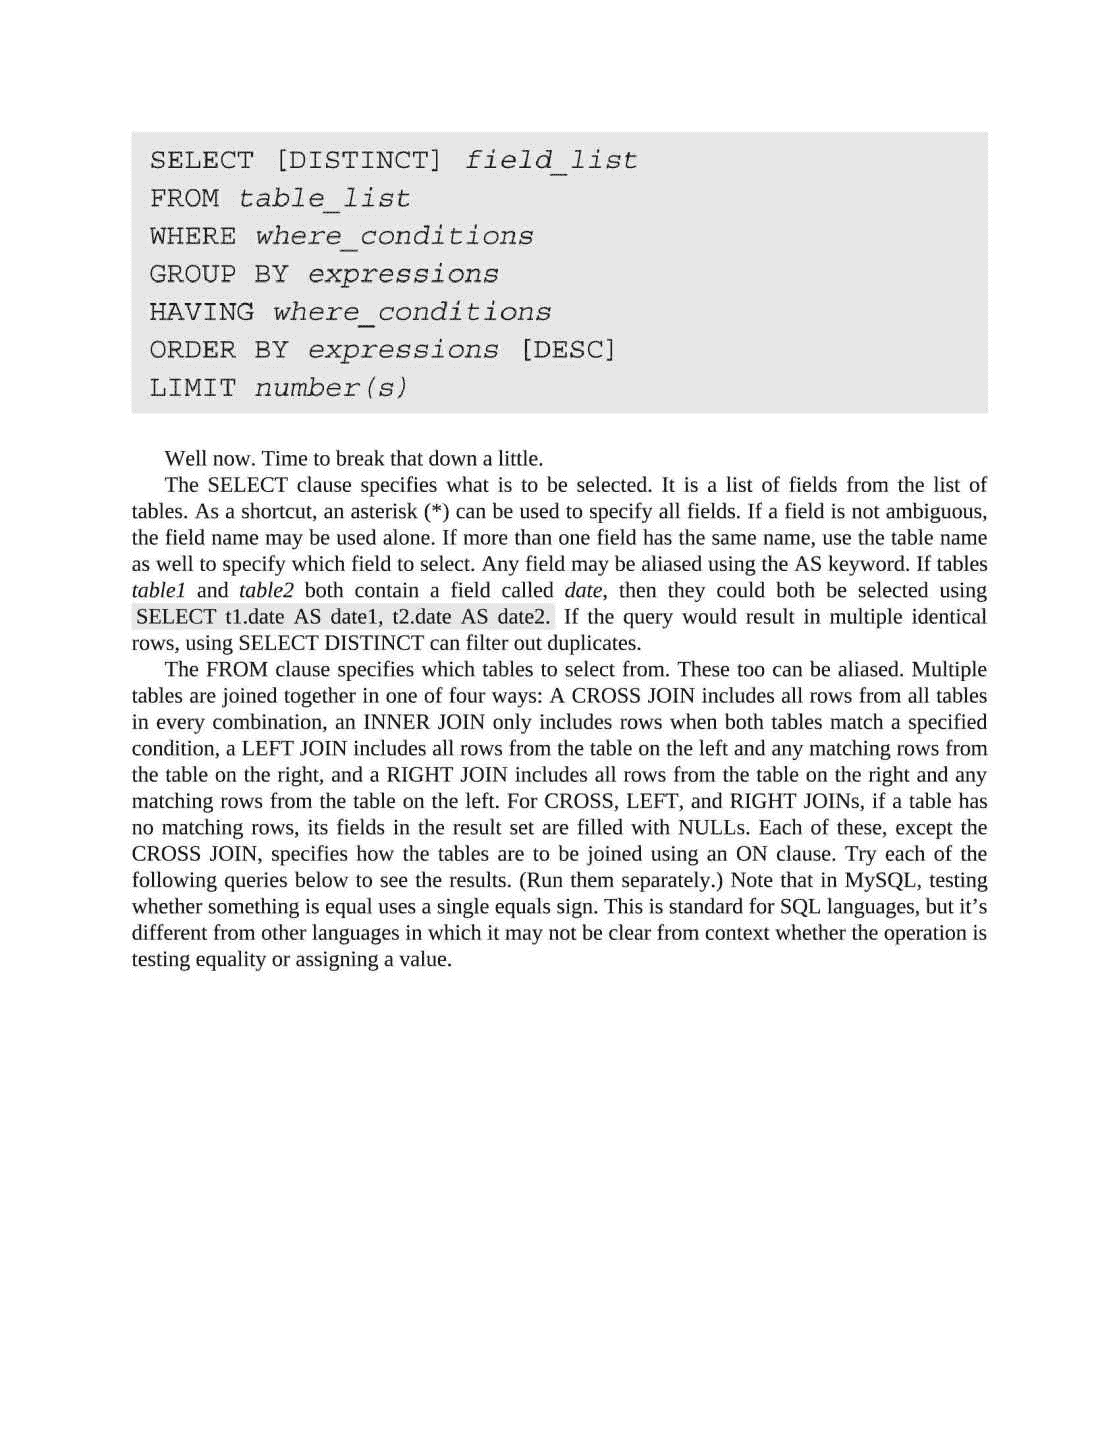 SELECT [DISTINCT] field_list
FROM table_list
WHERE where_conditions
GROUP BY expressions
HAVING where_conditions
ORDER BY expressions [DESC]
LIMIT number(s)
Well now. Time to break that down a little.
The SELECT clause specifies what is to be selected. It is a list of fields from the list of
tables. As a shortcut, an asterisk (*) can be used to specify all fields. If a field is not ambiguous,
the field name may be used alone. If more than one field has the same name, use the table name
as well to specify which field to select. Any field may be aliased using the AS keyword. If tables
table1 and table2 both contain a field called date, then they could both be selected using
SELECT t1.date AS date1, t2.date AS date2. If the query would result in multiple identical
rows, using SELECT DISTINCT can filter out duplicates.
The FROM clause specifies which tables to select from. These too can be aliased. Multiple
tables are joined together in one of four ways: A CROSS JOIN includes all rows from all tables
in every combination, an INNER JOIN only includes rows when both tables match a specified
condition, a LEFT JOIN includes all rows from the table on the left and any matching rows from
the table on the right, and a RIGHT JOIN includes all rows from the table on the right and any
matching rows from the table on the left. For CROSS, LEFT, and RIGHT JOINs, if a table has
no matching rows, its fields in the result set are filled with NULLs. Each of these, except the
CROSS JOIN, specifies how the tables are to be joined using an ON clause. Try each of the
following queries below to see the results. (Run them separately.) Note that in MySQL, testing
whether something is equal uses a single equals sign. This is standard for SQL languages, but it’s
different from other languages in which it may not be clear from context whether the operation is
testing equality or assigning a value.